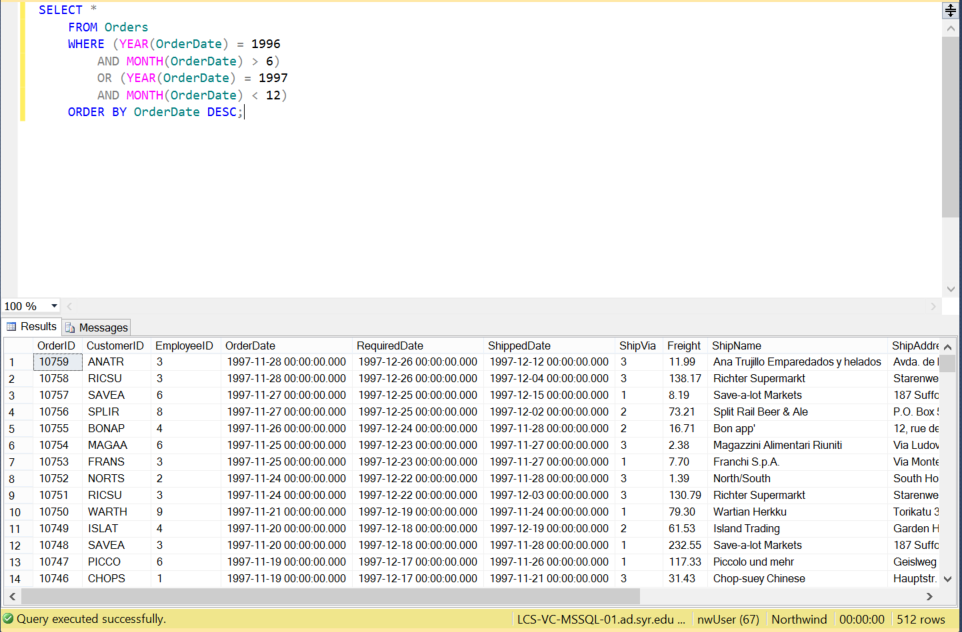 SELECT *
FROM Orders
WHERE (YEAR(OrderDate) = 1996
AND MONTH(OrderDate) > 6)
OR (YEAR(OrderDate) = 1997
AND MONTH(OrderDate) < 12)
ORDER BY OrderDate DESC;
100 %
Results Messages
OrderID CustomerID EmployeeID OrderDate RequiredDate ShippedDate ShipVia Freight ShipName ShipAddre
1 10759 ANATR 3 1997-11-28 00:00:00.000 1997-12-26 00:00:00.000 1997-12-12 00:00:00.000 3 11.99 Ana Trujillo Emparedados y helados Avda. de l
2 10758 RICSU 3 1997-11-28 00:00:00.000 1997-12-26 00:00:00.000 1997-12-04 00:00:00.000 3 138.17 Richter Supermarkt Starenwe
3 10757 SAVEA 6 1997-11-27 00:00:00.000 1997-12-25 00:00:00.000 1997-12-15 00:00:00.000 1 8.19 Save-a-lot Markets 187 Suffo
4 10756 SPLIR 8 1997-11-27 00:00:00.000 1997-12-25 00:00:00.000 1997-12-02 00:00:00.000 2 73.21 Split Rail Beer & Ale P.O. Box 5
5 10755 BONAP 4 1997-11-26 00:00:00.000 1997-12-24 00:00:00.000 1997-11-28 00:00:00.000 2 16.71 Bon app' 12, rue de
6 10754 MAGAA 6 1997-11-25 00:00:00.000 1997-12-23 00:00:00.000 1997-11-27 00:00:00.000 3 2.38 Magazzini Alimentari Riuniti Via Ludov
7 10753 FRANS 3 1997-11-25 00:00:00.000 1997-12-23 00:00:00.000 1997-11-27 00:00:00.000 1 7.70 Franchi S.p.A. Via Monte
8 10752 NORTS 2 1997-11-24 00:00:00.000 1997-12-22 00:00:00.000 1997-11-28 00:00:00.000 3 1.39 North/South South Ho
9 10751 RICSU 3 1997-11-24 00:00:00.000 1997-12-22 00:00:00.000 1997-12-03 00:00:00.000 3 130.79 Richter Supermarkt Starenwe
10 10750 WARTH 9 1997-11-21 00:00:00.000 1997-12-19 00:00:00.000 1997-11-24 00:00:00.000 1 79.30 Wartian Herkku Torikatu 3
11 10749 ISLAT 4 1997-11-20 00:00:00.000 1997-12-18 00:00:00.000 1997-12-19 00:00:00.000 2 61.53 Island Trading Garden H
12 10748 SAVEA 3 1997-11-20 00:00:00.000 1997-12-18 00:00:00.000 1997-11-28 00:00:00.000 1 232.55 Save-a-lot Markets 187 Suffo
13 10747 PICCO 6 1997-11-19 00:00:00.000 1997-12-17 00:00:00.000 1997-11-26 00:00:00.000 1 117.33 Piccolo und mehr Geislweg
14 10746 CHOPS 1 1997-11-19 00:00:00.000 1997-12-17 00:00:00.000 1997-11-21 00:00:00.000 3 31.43 Chop-suey Chinese Hauptstr.
Query executed successfully. LCS-VC-MSSQL-01.ad.syr.edu ... nwUser (67) Northwind 00:00:00 512 rows